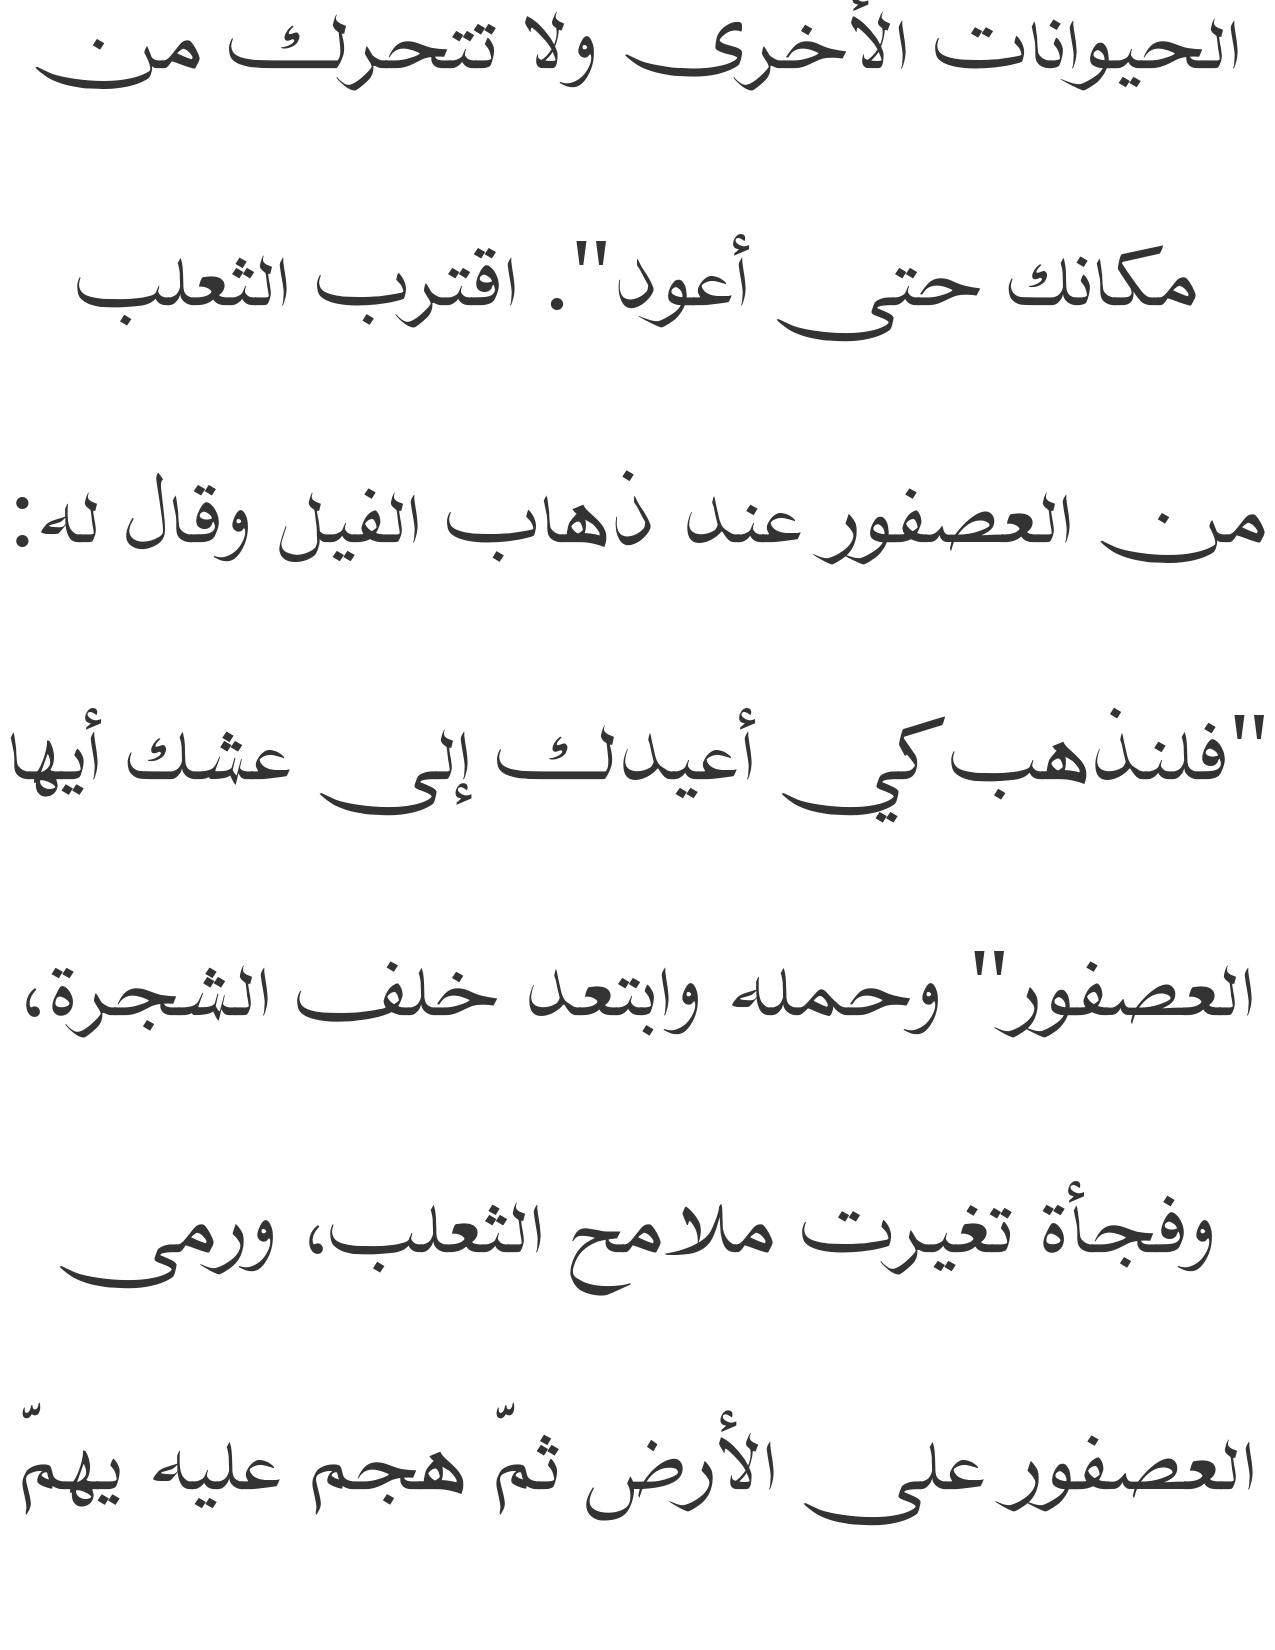 الحيوانات الأخرى ولا تتحرك من
مكانك حتى أعود". اقترب الثعلب
من العصفور عند ذهاب الفيل وقال له:
"فلنذهب كي أعيدك إلى عشك أيها
العصفور" وحمله وابتعد خلف الشجرة،
وفجأة تغيرت ملامح الثعلب، ورمى
العصفور على الأرض ثمّ هجم عليه يهمّ